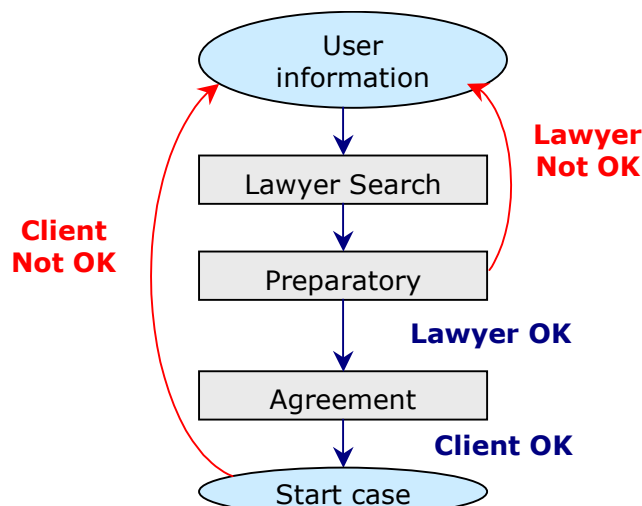 User
information
Lawyer
Not OK
Lawyer Search
Client
Not OK
Preparatory
Lawyer OK
Agreement
Client OK
Start case